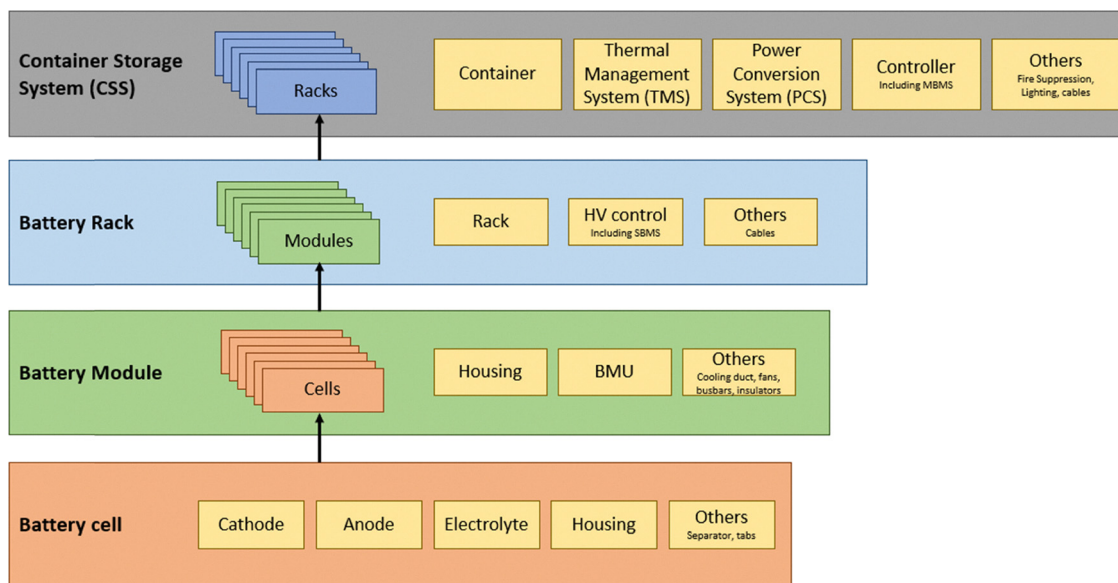 Container Storage
System (CSS)
Racks
Container
Thermal
Management
System (TMS)
Power
Conversion
System (PCS)
Controller
Including MBMS
Others
Fire Suppression,
Lighting, cables
Battery Rack
Modules
Rack
HV control
Including SBMS
Others
Cables
Battery Module
Cells
Housing
BMU
Others
Cooling duct, fans,
busbars, insulators
Battery cell
Cathode
Anode
Electrolyte
Housing
Others
Separator, tabs